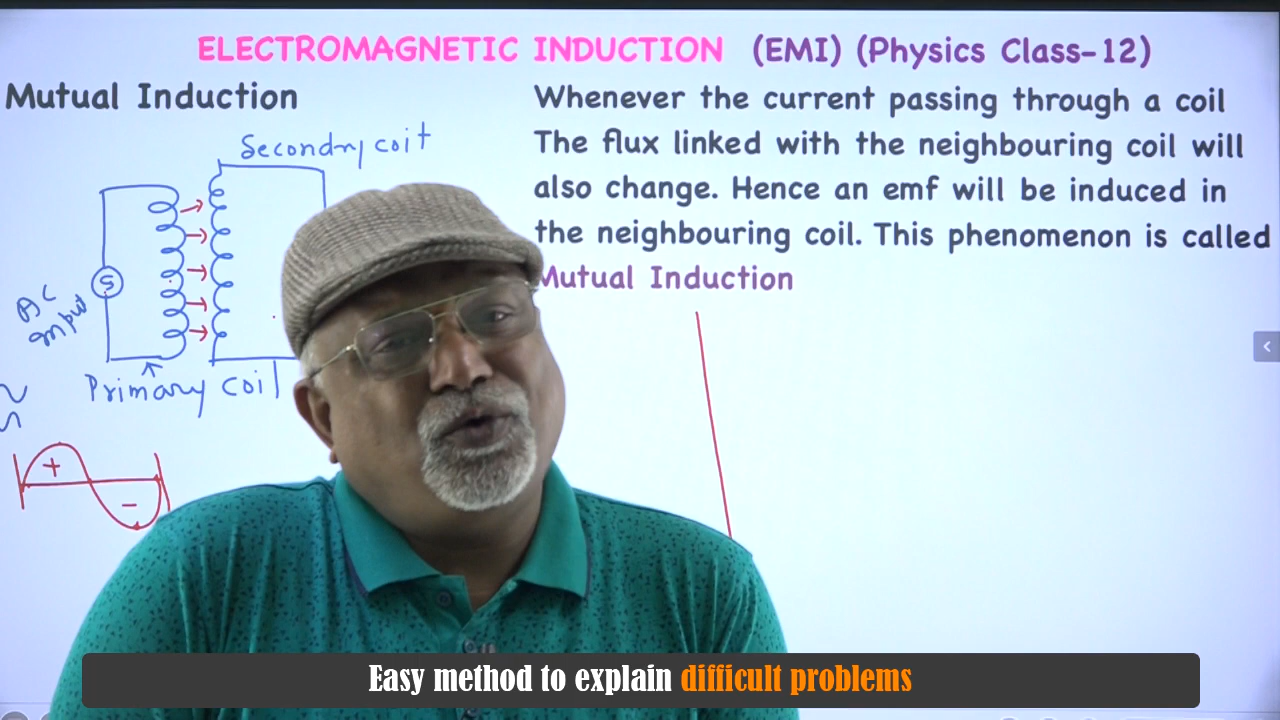 ELECTROMAGNETIC INDUCTION (EMI) (Physics Class-12)
Mutual Induction
Whenever the current passing through a coil
The flux linked with the neighbouring coil will
also change. Hence an emf will be induced in
the neighbouring coil. This phenomenon is called
Mutual Induction
Secondry coil
S
AC
Input
Primary coil
+
-
Easy method to explain difficult problems